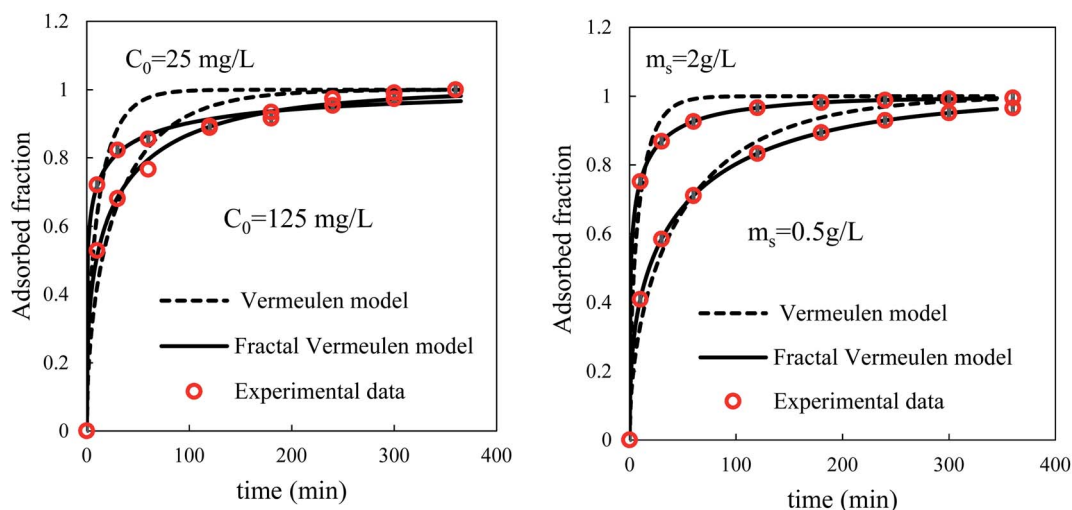 1.2
1
0.8
0.6
0.4
0.2
0
0
100
200
300
400
Adsorbed fraction
time (min)
C₀=25 mg/L
C₀=125 mg/L
Vermeulen model
Fractal Vermeulen model
Experimental data
1.2
1
0.8
0.6
0.4
0.2
0
0
100
200
300
400
Adsorbed fraction
time (min)
mₛ=2g/L
mₛ=0.5g/L
Vermeulen model
Fractal Vermeulen model
Experimental data